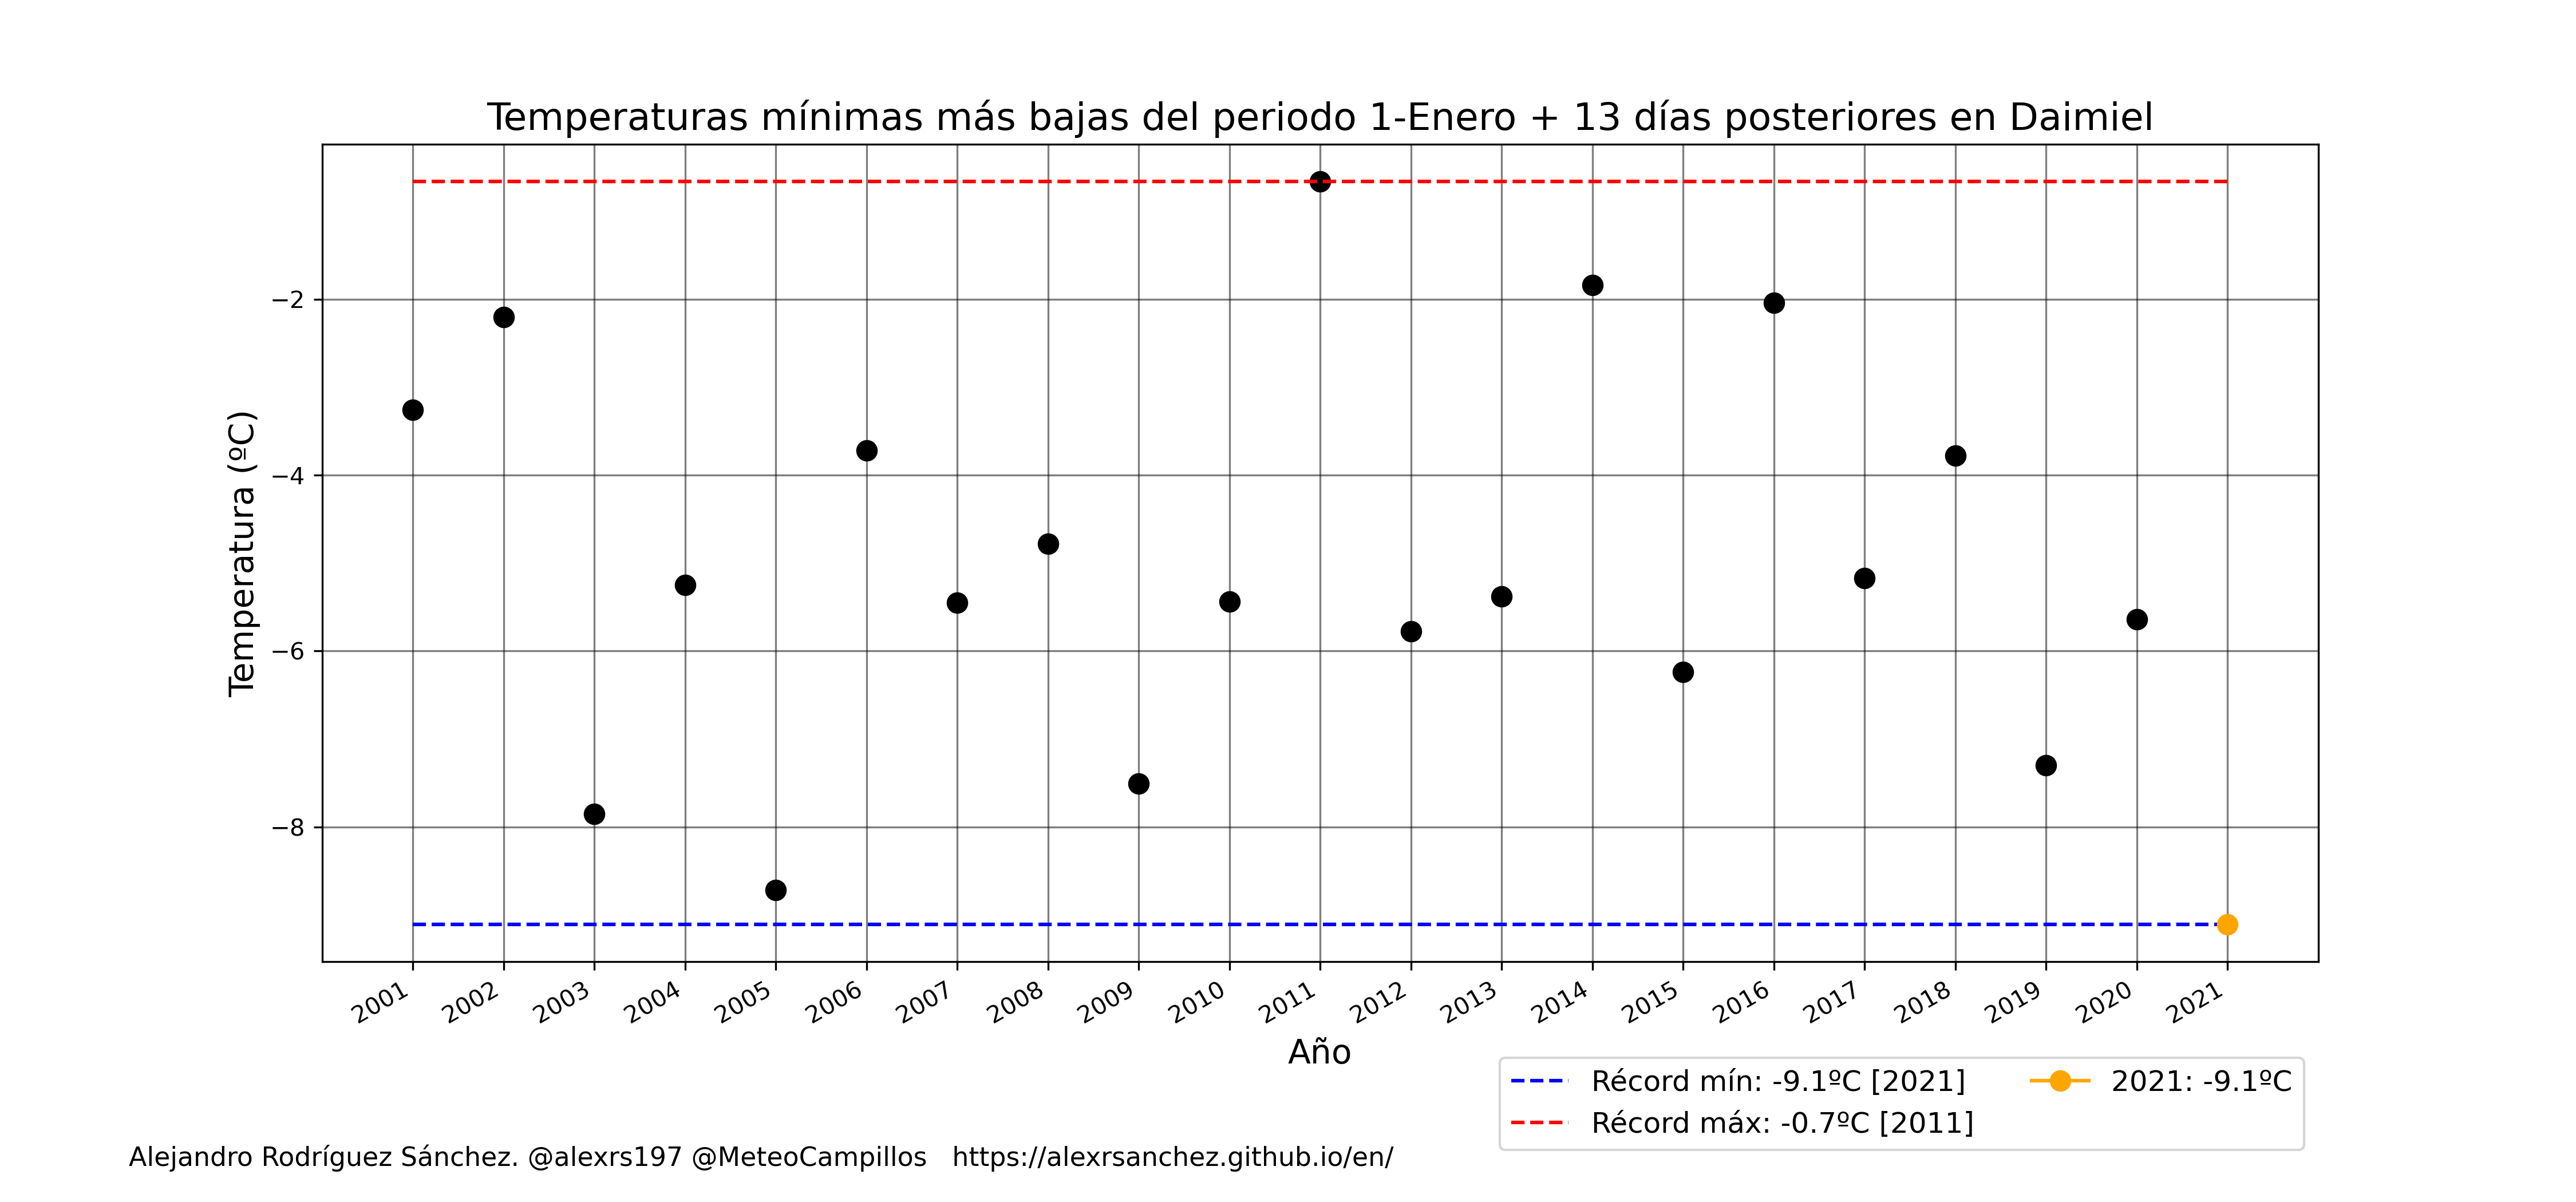 Temperaturas mínimas más bajas del periodo 1-Enero + 13 días posteriores en Daimiel
Temperatura (ºC)
−2
−4
−6
−8
2001 2002 2003 2004 2005 2006 2007 2008 2009 2010 2011 2012 2013 2014 2015 2016 2017 2018 2019 2020 2021
Año
Récord mín: -9.1ºC [2021]
Récord máx: -0.7ºC [2011]
2021: -9.1ºC
Alejandro Rodríguez Sánchez. @alexrs197 @MeteoCampillos https://alexrsanchez.github.io/en/